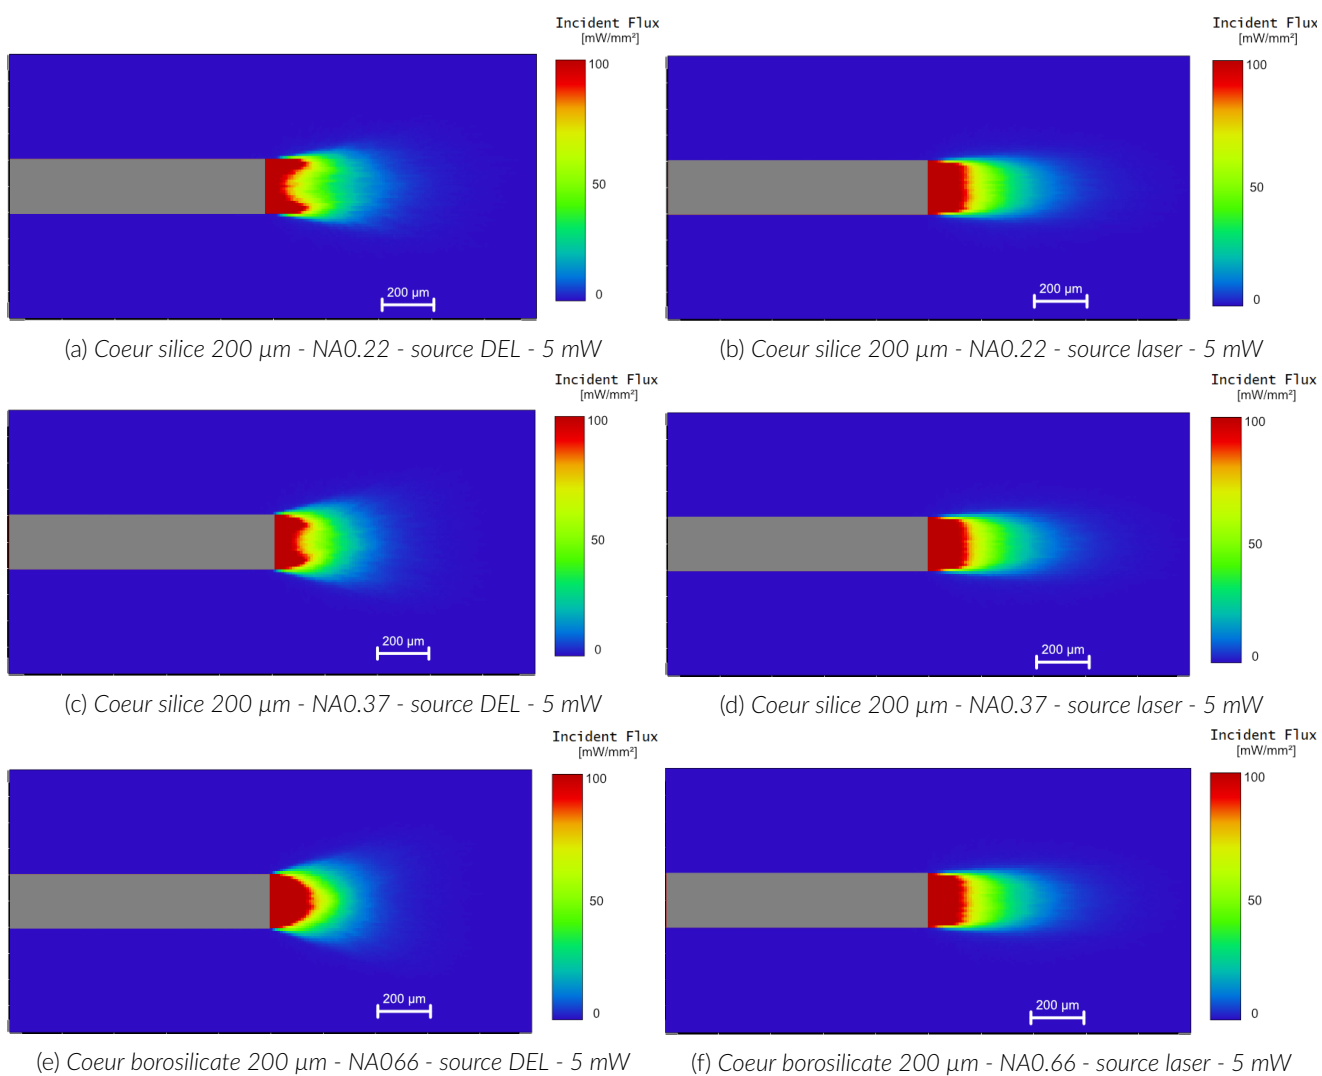 Incident Flux
[mW/mm²]
100
50
0
200 µm
(a) Coeur silice 200 µm - NA0.22 - source DEL - 5 mW
Incident Flux
[mW/mm²]
100
50
0
200 µm
(b) Coeur silice 200 µm - NA0.22 - source laser - 5 mW
Incident Flux
[mW/mm²]
100
50
0
200 µm
(c) Coeur silice 200 µm - NA0.37 - source DEL - 5 mW
Incident Flux
[mW/mm²]
100
50
0
200 µm
(d) Coeur silice 200 µm - NA0.37 - source laser - 5 mW
Incident Flux
[mW/mm²]
100
50
0
200 µm
(e) Coeur borosilicate 200 µm - NA066 - source DEL - 5 mW
Incident Flux
[mW/mm²]
100
50
0
200 µm
(f) Coeur borosilicate 200 µm - NA0.66 - source laser - 5 mW